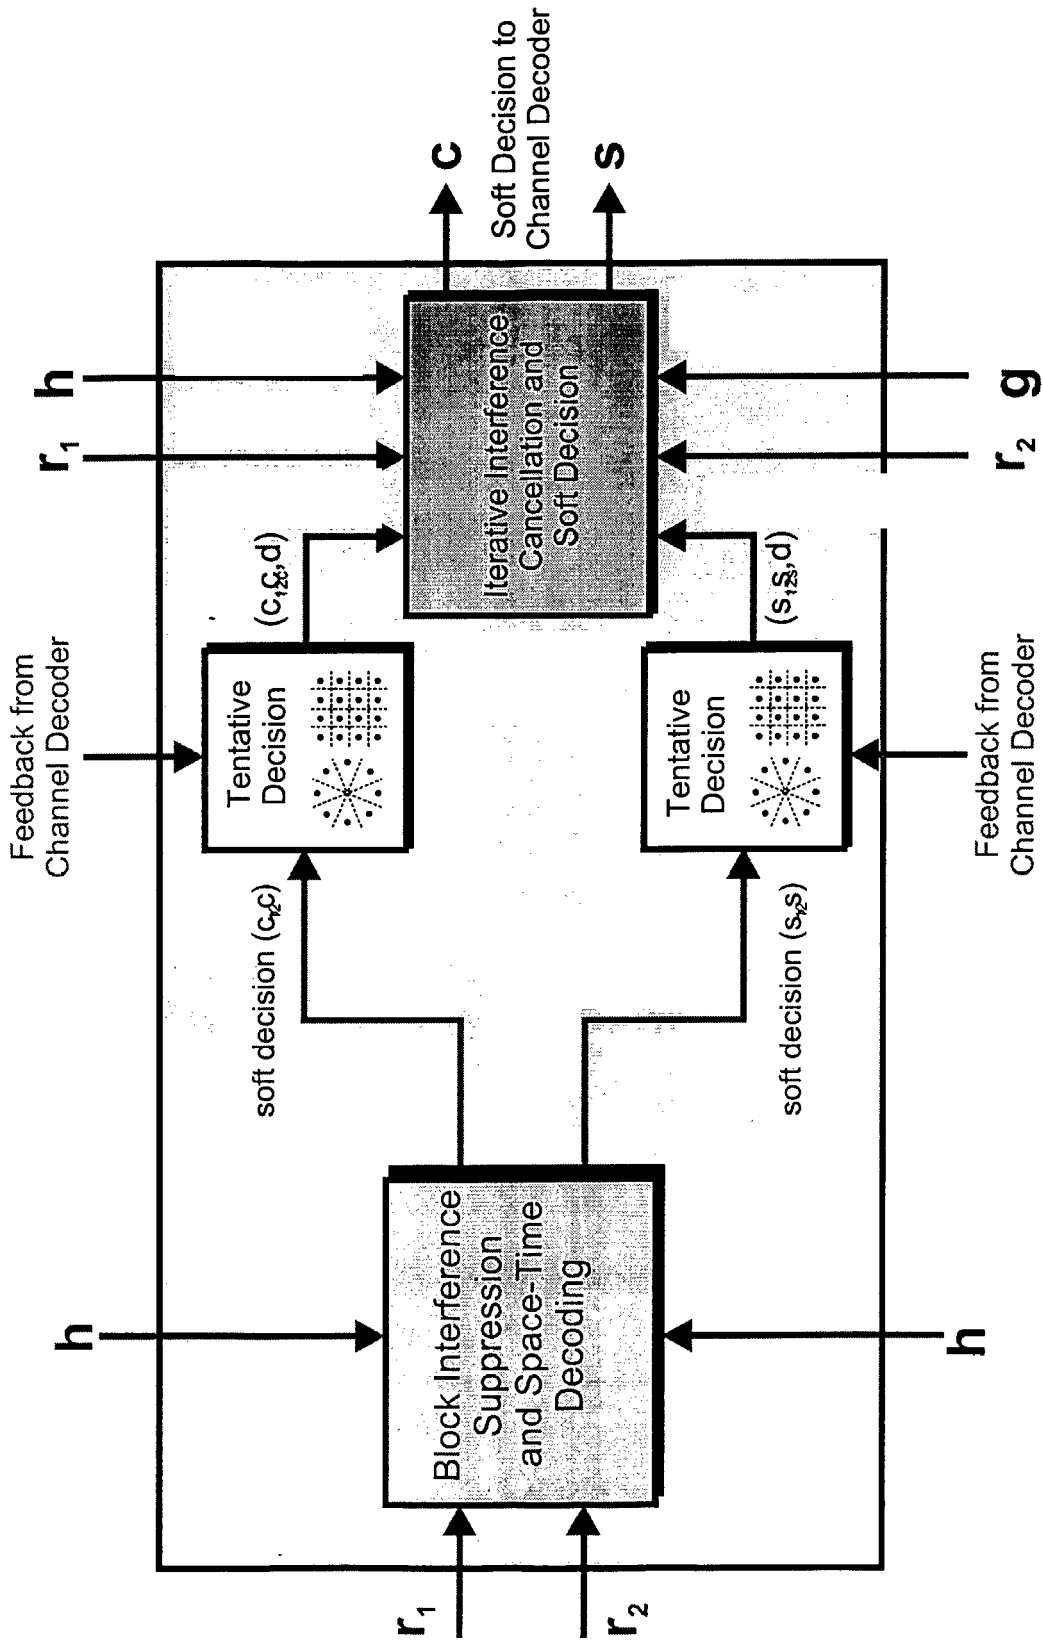 r1
r2
h
h
Block Interference
Suppression
and Space-Time
Decoding
soft decision
soft decision
Feedback from
Channel Decoder
Tentative
Decision
Tentative
Decision
Feedback from
Channel Decoder
r1
h
Iterative Interference
Cancellation and
Soft Decision
r2
g
c
Soft Decision to
Channel Decoder
s